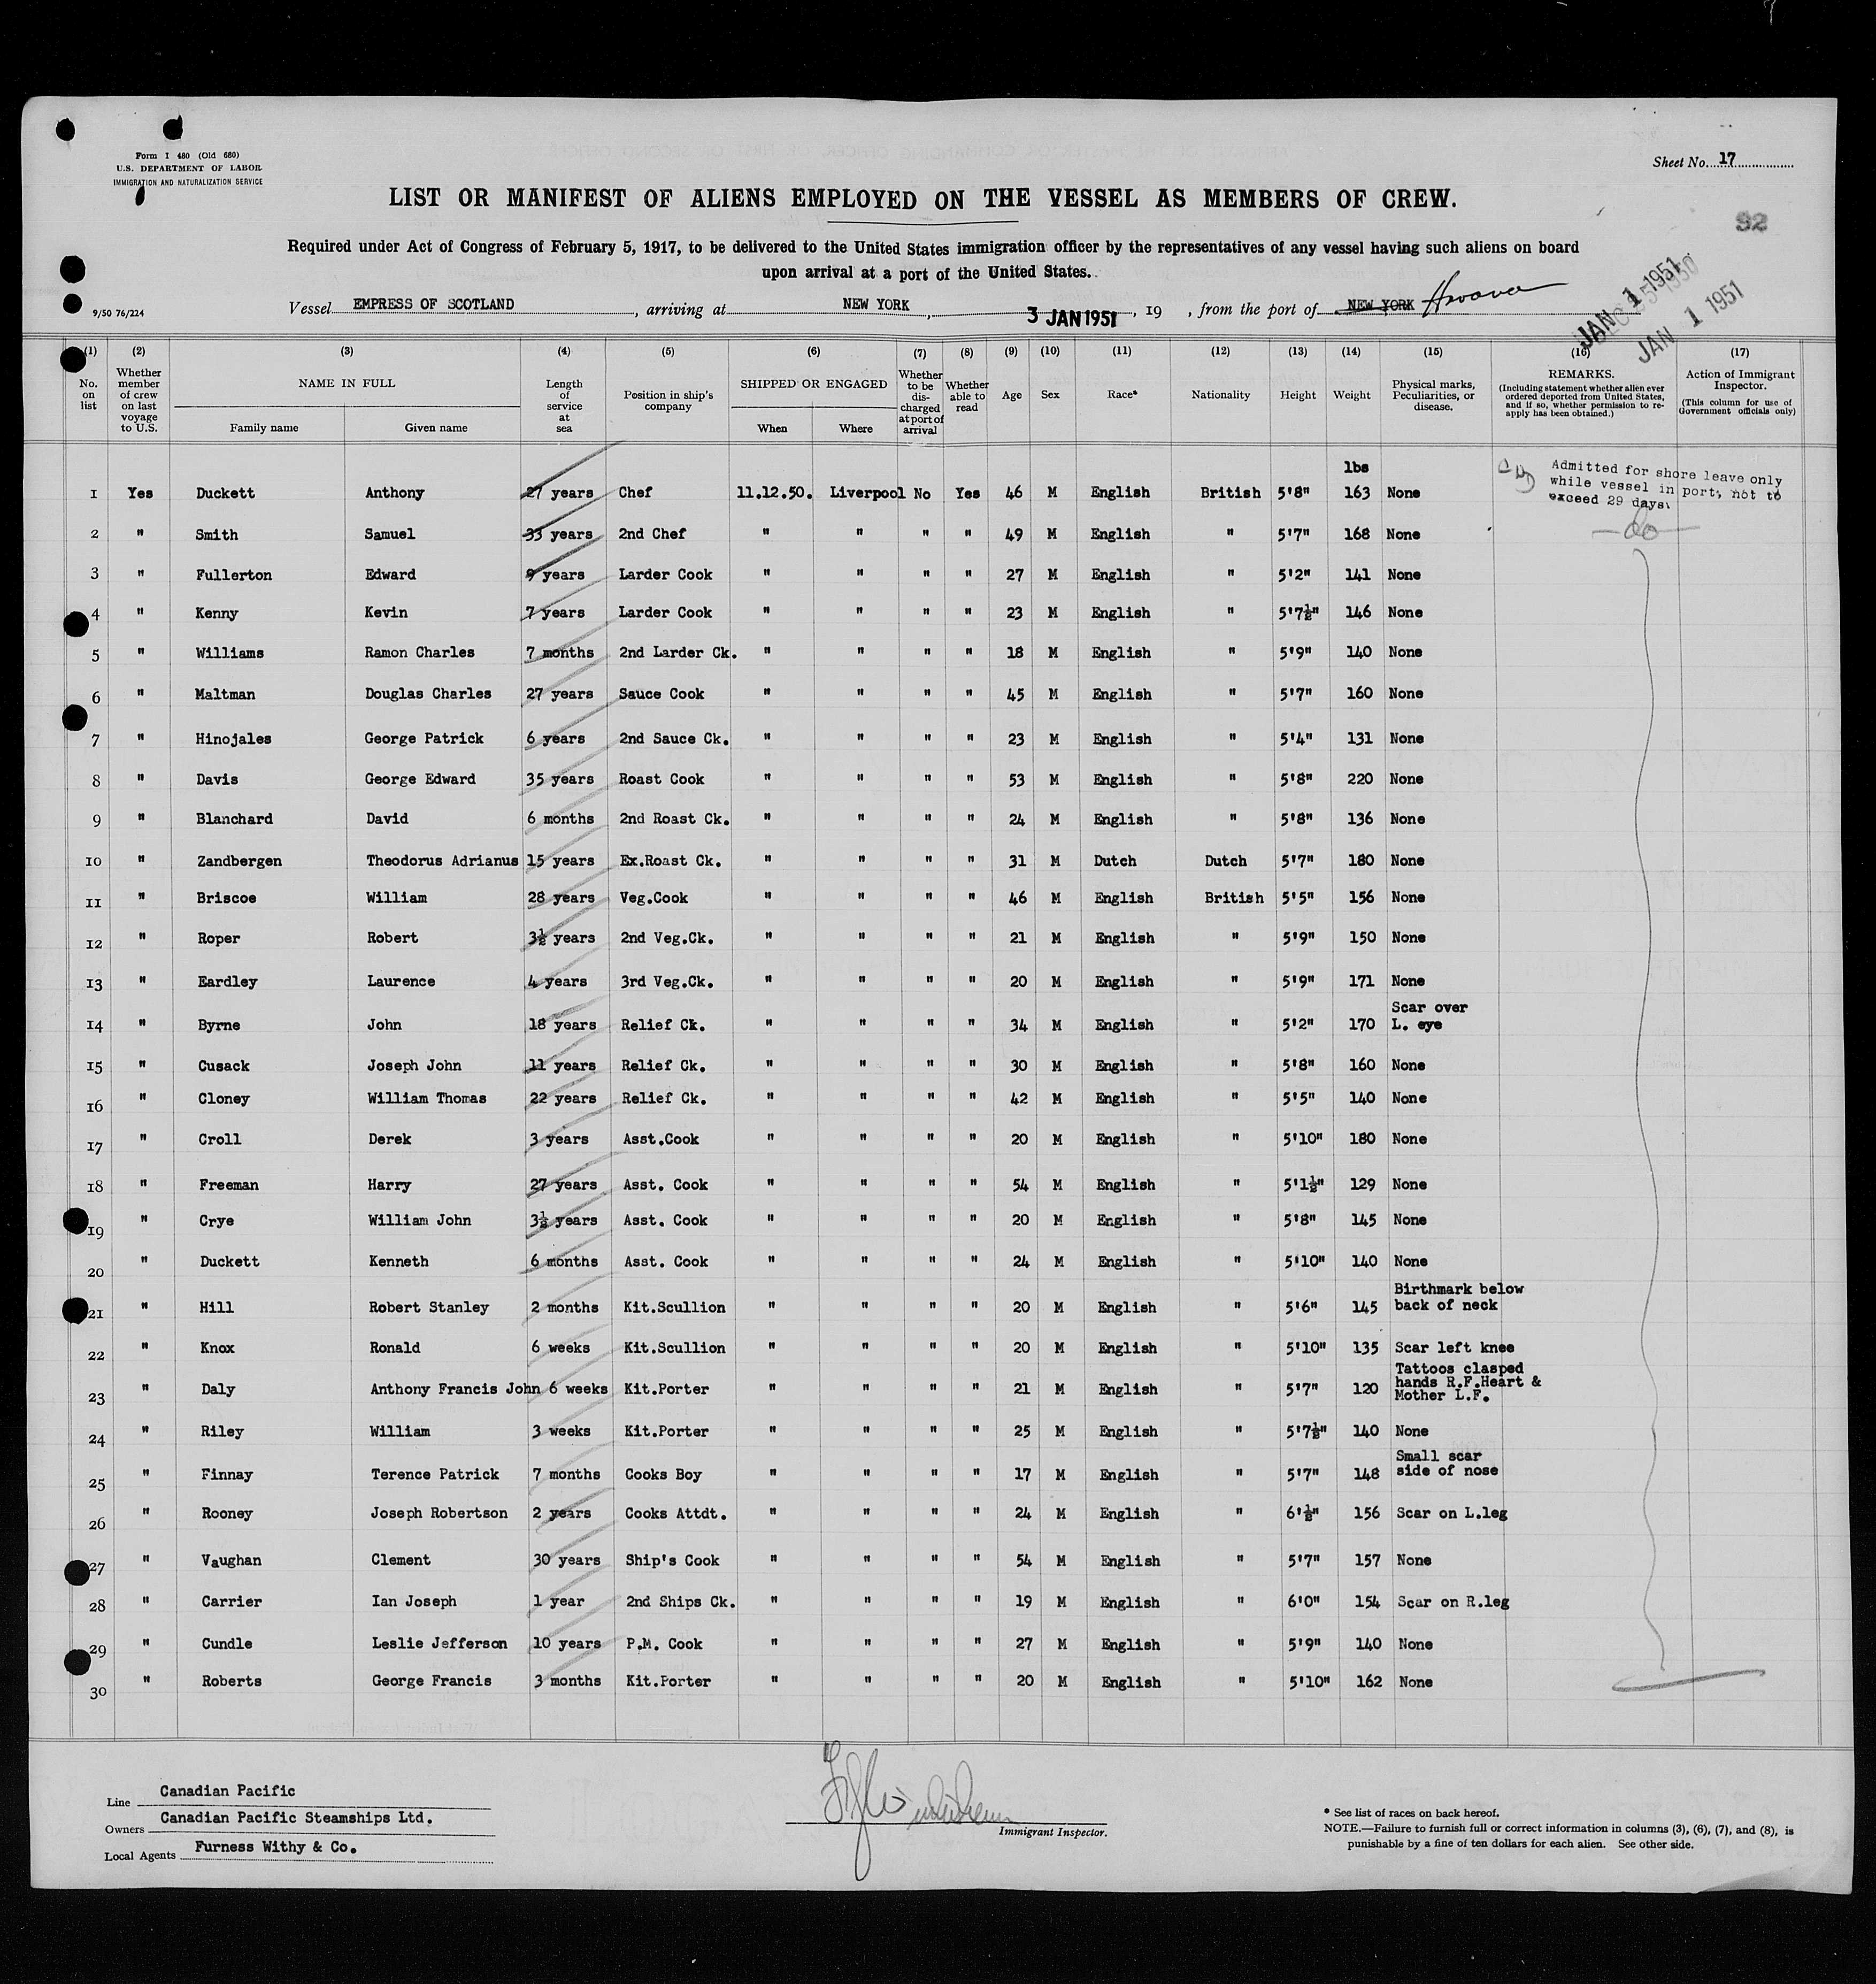 Form I 480 (Old 680)
U.S. DEPARTMENT OF LABOR
IMMIGRATION AND NATURALIZATION SERVICE
Sheet No. 17
LIST OR MANIFEST OF ALIENS EMPLOYED ON THE VESSEL AS MEMBERS OF CREW.
92
Required under Act of Congress of February 5, 1917, to be delivered to the United States immigration officer by the representatives of any vessel having such aliens on board
upon arrival at a port of the United States.
JAN 1 1951
JAN 1 1951
9/50 76/224
Vessel EMPRESS OF SCOTLAND, arriving at NEW YORK, 3 JAN 1951, 19 , from the port of NEW YORK Havana
(1) (2) (3) (4) (5) (6) (7) (8) (9) (10) (11) (12) (13) (14) (15) (16) (17)
No. on list
Whether member of crew on last voyage to U.S.
NAME IN FULL
Family name Given name
Length of service at sea
Position in ship's company
SHIPPED OR ENGAGED
When Where
Whether to be discharged at port of arrival
Whether able to read
Age
Sex
Race*
Nationality
Height
Weight
Physical marks, Peculiarities, or disease.
REMARKS.
(Including statement whether alien ever ordered deported from United States, and if so, whether permission to re-apply has been obtained.)
Action of Immigrant Inspector.
(This column for use of Government officials only)
lbs
1 Yes Duckett Anthony 27 years Chef 11.12.50. Liverpool No Yes 46 M English British 5'8" 163 None
Admitted for shore leave only
while vessel in port, not to
exceed 29 days.
2 " Smith Samuel 33 years 2nd Chef " " " " 49 M English " 5'7" 168 None —do—
3 " Fullerton Edward 9 years Larder Cook " " " " 27 M English " 5'2" 141 None
4 " Kenny Kevin 7 years Larder Cook " " " " 23 M English " 5'7½" 146 None
5 " Williams Ramon Charles 7 months 2nd Larder Ck. " " " " 18 M English " 5'9" 140 None
6 " Maltman Douglas Charles 27 years Sauce Cook " " " " 45 M English " 5'7" 160 None
7 " Hinojales George Patrick 6 years 2nd Sauce Ck. " " " " 23 M English " 5'4" 131 None
8 " Davis George Edward 35 years Roast Cook " " " " 53 M English " 5'8" 220 None
9 " Blanchard David 6 months 2nd Roast Ck. " " " " 24 M English " 5'8" 136 None
10 " Zandbergen Theodorus Adrianus 15 years Ex.Roast Ck. " " " " 31 M Dutch Dutch 5'7" 180 None
11 " Briscoe William 28 years Veg.Cook " " " " 46 M English British 5'5" 156 None
12 " Roper Robert 3½ years 2nd Veg.Ck. " " " " 21 M English " 5'9" 150 None
13 " Eardley Laurence 4 years 3rd Veg.Ck. " " " " 20 M English " 5'9" 171 None
14 " Byrne John 18 years Relief Ck. " " " " 34 M English " 5'2" 170 Scar over L. eye
15 " Cusack Joseph John 11 years Relief Ck. " " " " 30 M English " 5'8" 160 None
16 " Cloney William Thomas 22 years Relief Ck. " " " " 42 M English " 5'5" 140 None
17 " Croll Derek 3 years Asst.Cook " " " " 20 M English " 5'10" 180 None
18 " Freeman Harry 27 years Asst. Cook " " " " 54 M English " 5'1½" 129 None
19 " Crye William John 3½ years Asst. Cook " " " " 20 M English " 5'8" 145 None
20 " Duckett Kenneth 6 months Asst. Cook " " " " 24 M English " 5'10" 140 None
21 " Hill Robert Stanley 2 months Kit.Scullion " " " " 20 M English " 5'6" 145 Birthmark below back of neck
22 " Knox Ronald 6 weeks Kit.Scullion " " " " 20 M English " 5'10" 135 Scar left knee
23 " Daly Anthony Francis John 6 weeks Kit.Porter " " " " 21 M English " 5'7" 120 Tattoos clasped hands R.F.Heart & Mother L.F.
24 " Riley William 3 weeks Kit.Porter " " " " 25 M English " 5'7½" 140 None
25 " Finnay Terence Patrick 7 months Cooks Boy " " " " 17 M English " 5'7" 148 Small scar side of nose
26 " Rooney Joseph Robertson 2 years Cooks Attdt. " " " " 24 M English " 6'½" 156 Scar on L.leg
27 " Vaughan Clement 30 years Ship's Cook " " " " 54 M English " 5'7" 157 None
28 " Carrier Ian Joseph 1 year 2nd Ships Ck. " " " " 19 M English " 6'0" 154 Scar on R.leg
29 " Cundle Leslie Jefferson 10 years P.M. Cook " " " " 27 M English " 5'9" 140 None
30 " Roberts George Francis 3 months Kit.Porter " " " " 20 M English " 5'10" 162 None
Line Canadian Pacific
Owners Canadian Pacific Steamships Ltd.
Local Agents Furness Withy & Co.
Immigrant Inspector.
* See list of races on back hereof.
NOTE.—Failure to furnish full or correct information in columns (3), (6), (7), and (8), is
punishable by a fine of ten dollars for each alien. See other side.